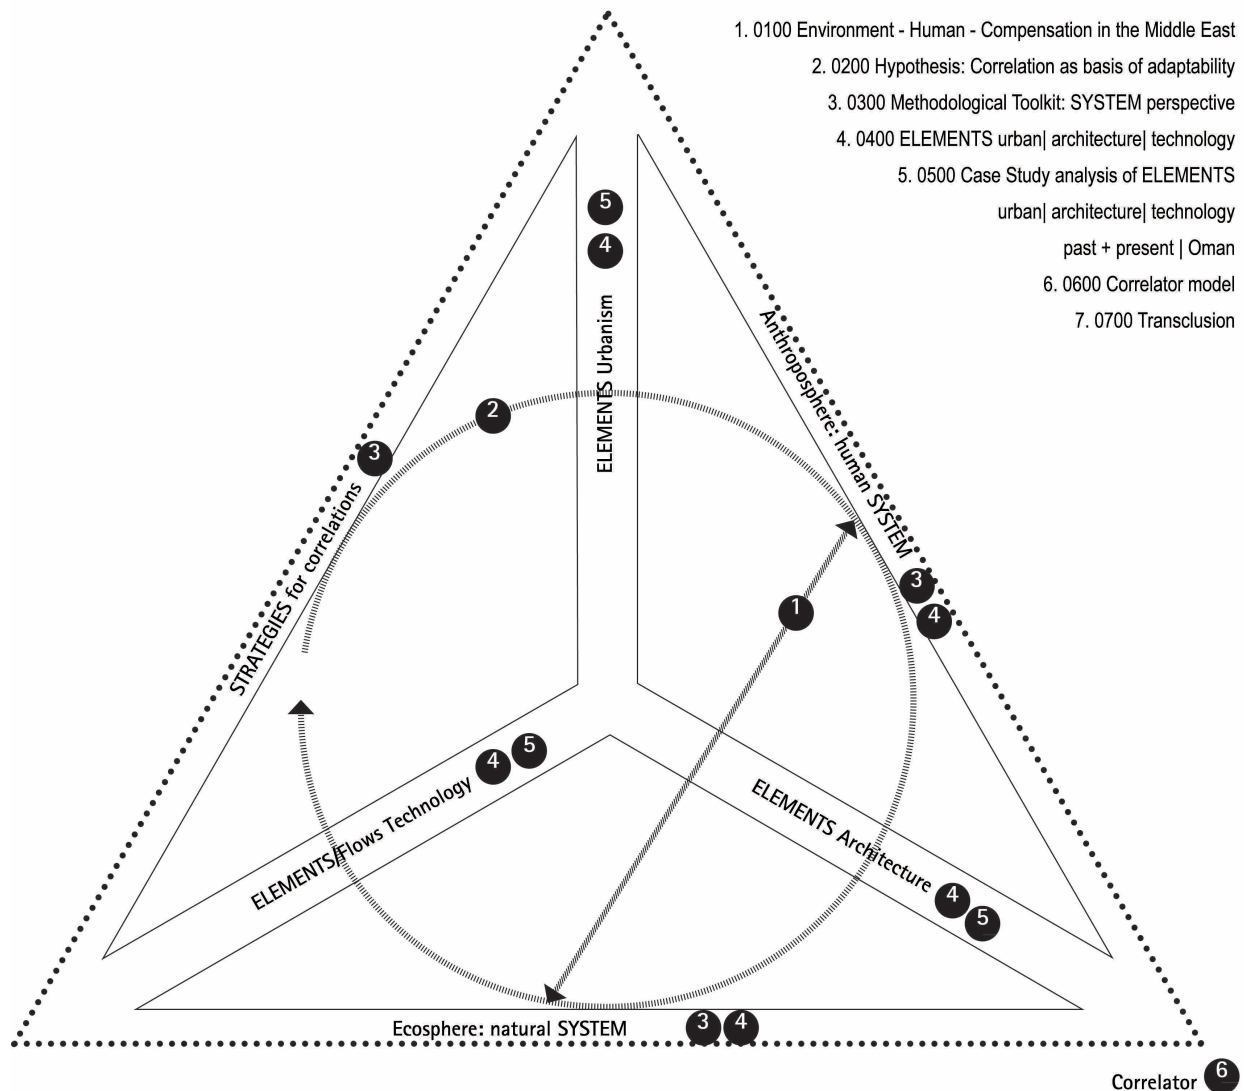 1. 0100 Environment - Human - Compensation in the Middle East
2. 0200 Hypothesis: Correlation as basis of adaptability
3. 0300 Methodological Toolkit: SYSTEM perspective
4. 0400 ELEMENTS urban| architecture| technology
5. 0500 Case Study analysis of ELEMENTS
urban| architecture| technology
past + present | Oman
6. 0600 Correlator model
7. 0700 Transclusion
5
4
ELEMENTS Urbanism
Anthroposphere: human SYSTEM
3
4
2
3
STRATEGIES for correlations
1
ELEMENTS/Flows Technology
4
5
ELEMENTS Architecture
4
5
Ecosphere: natural SYSTEM
3
4
Correlator
6